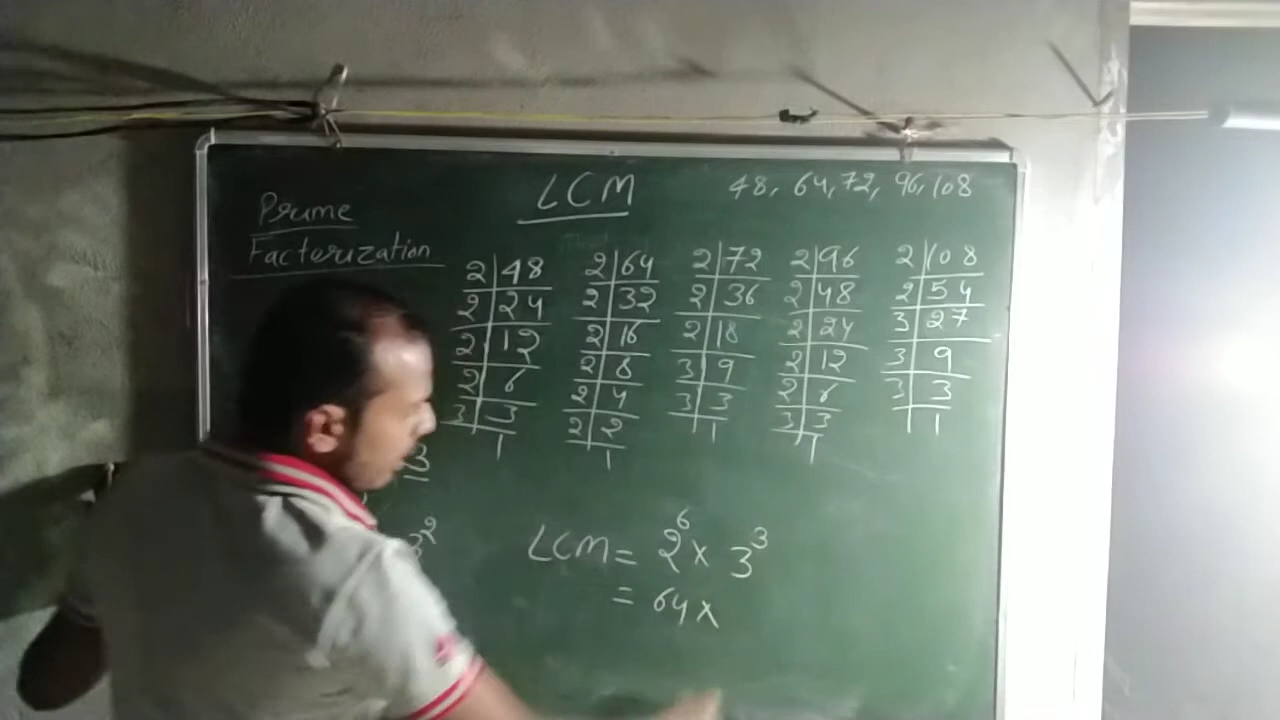 LCM 48, 64, 72, 96, 108
Prime
Factorization
2 48 2 64 2 72 2 96 2 108
2 24 2 32 2 36 2 48 2 54
2 12 2 16 2 18 2 24 3 27
2 6 2 8 3 9 2 12 3 9
3 3 2 4 3 3 2 6 3 3
1 2 2 1 3 3 1
1 1
3
3²
LCM = 2⁶ × 3³
= 64 ×